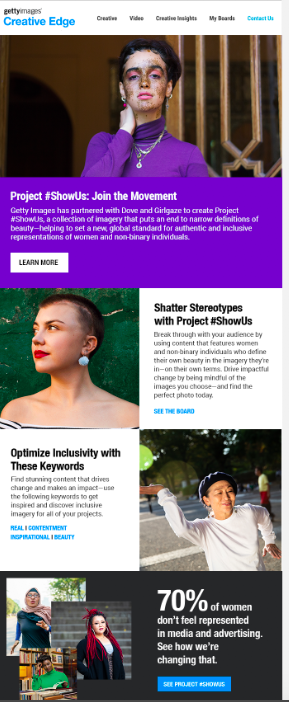 gettyimages®
Creative Edge
Creative Video Creative Insights My Boards Contact Us
Project #ShowUs: Join the Movement
Getty Images has partnered with Dove and Girlgaze to create Project
#ShowUs, a collection of imagery that puts an end to narrow definitions of
beauty—helping to set a new, global standard for authentic and inclusive
representations of women and non-binary individuals.
LEARN MORE
Shatter Stereotypes
with Project #ShowUs
Break through with your audience by
using content that features women
and non-binary individuals who define
their own beauty in the imagery they're
in—on their own terms. Drive impactful
change by being mindful of the
images you choose—and find the
perfect photo today.
SEE THE BOARD
Optimize Inclusivity with
These Keywords
Find stunning content that drives
change and makes an impact—use
the following keywords to get
inspired and discover inclusive
imagery for all of your projects.
REAL | CONTENTMENT
INSPIRATIONAL | BEAUTY
70% of women
don't feel represented
in media and advertising.
See how we're
changing that.
SEE PROJECT #SHOWUS